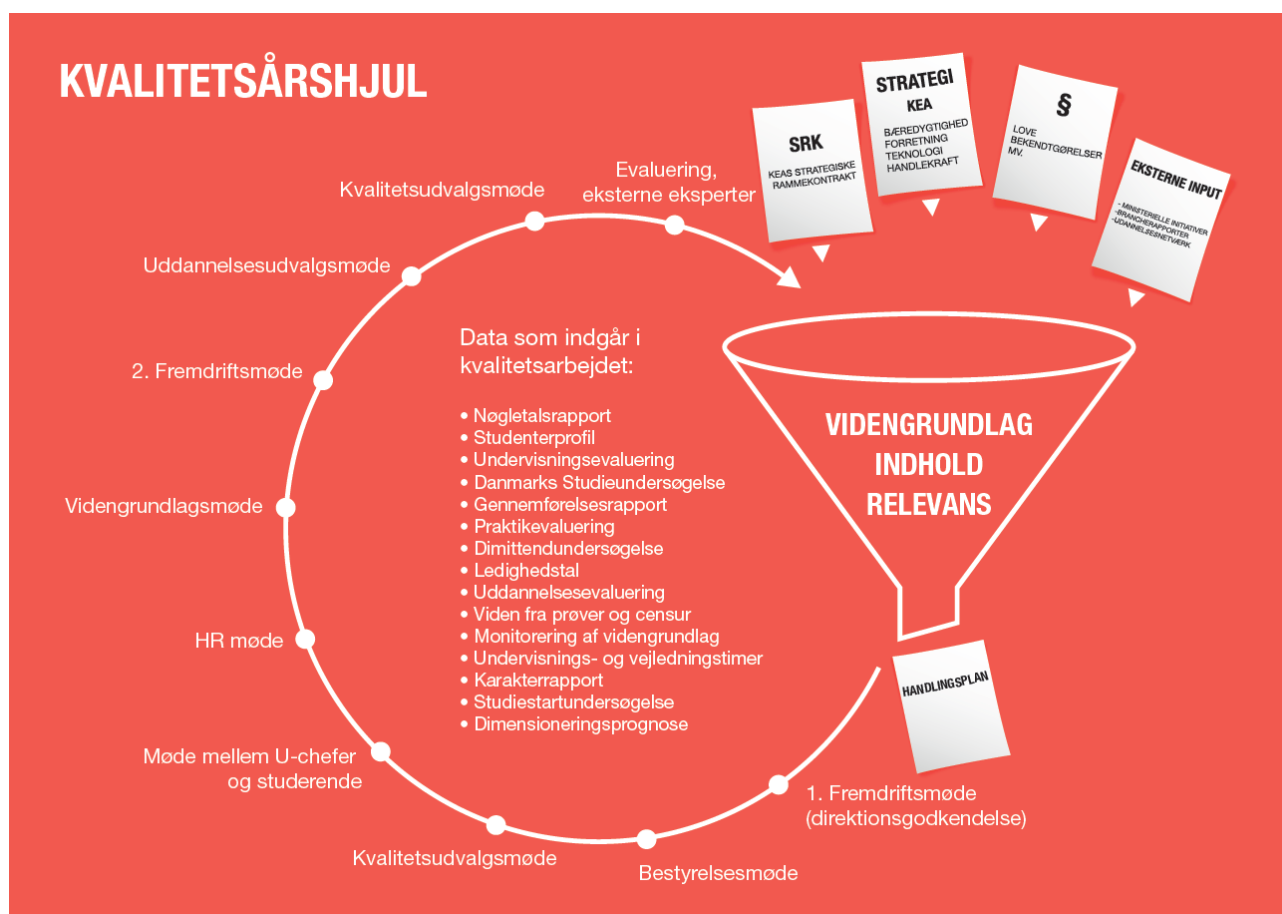 KVALITETSÅRSHJUL
SRK
KEAS STRATEGISKE
RAMMEKONTRAKT
STRATEGI
KEA
BÆREDYGTIGHED
FORRETNING
TEKNOLOGI
HANDLEKRAFT
§
LOVE
BEKENDTGØRELSER
MV.
EKSTERNE INPUT
- MINISTERIELLE INITIATIVER
-BRANCHERAPPORTER
-UDANNELSESNETVÆRK
Evaluering,
eksterne eksperter
Kvalitetsudvalgsmøde
Uddannelsesudvalgsmøde
2. Fremdriftsmøde
Videngrundlagsmøde
HR møde
Møde mellem U-chefer
og studerende
Kvalitetsudvalgsmøde
Bestyrelsesmøde
1. Fremdriftsmøde
(direktionsgodkendelse)
Data som indgår i
kvalitetsarbejdet:
• Nøgletalsrapport
• Studenterprofil
• Undervisningsevaluering
• Danmarks Studieundersøgelse
• Gennemførelsesrapport
• Praktikevaluering
• Dimittendundersøgelse
• Ledighedstal
• Uddannelsesevaluering
• Viden fra prøver og censur
• Monitorering af videngrundlag
• Undervisnings- og vejledningstimer
• Karakterrapport
• Studiestartundersøgelse
• Dimensioneringsprognose
VIDENGRUNDLAG
INDHOLD
RELEVANS
HANDLINGSPLAN